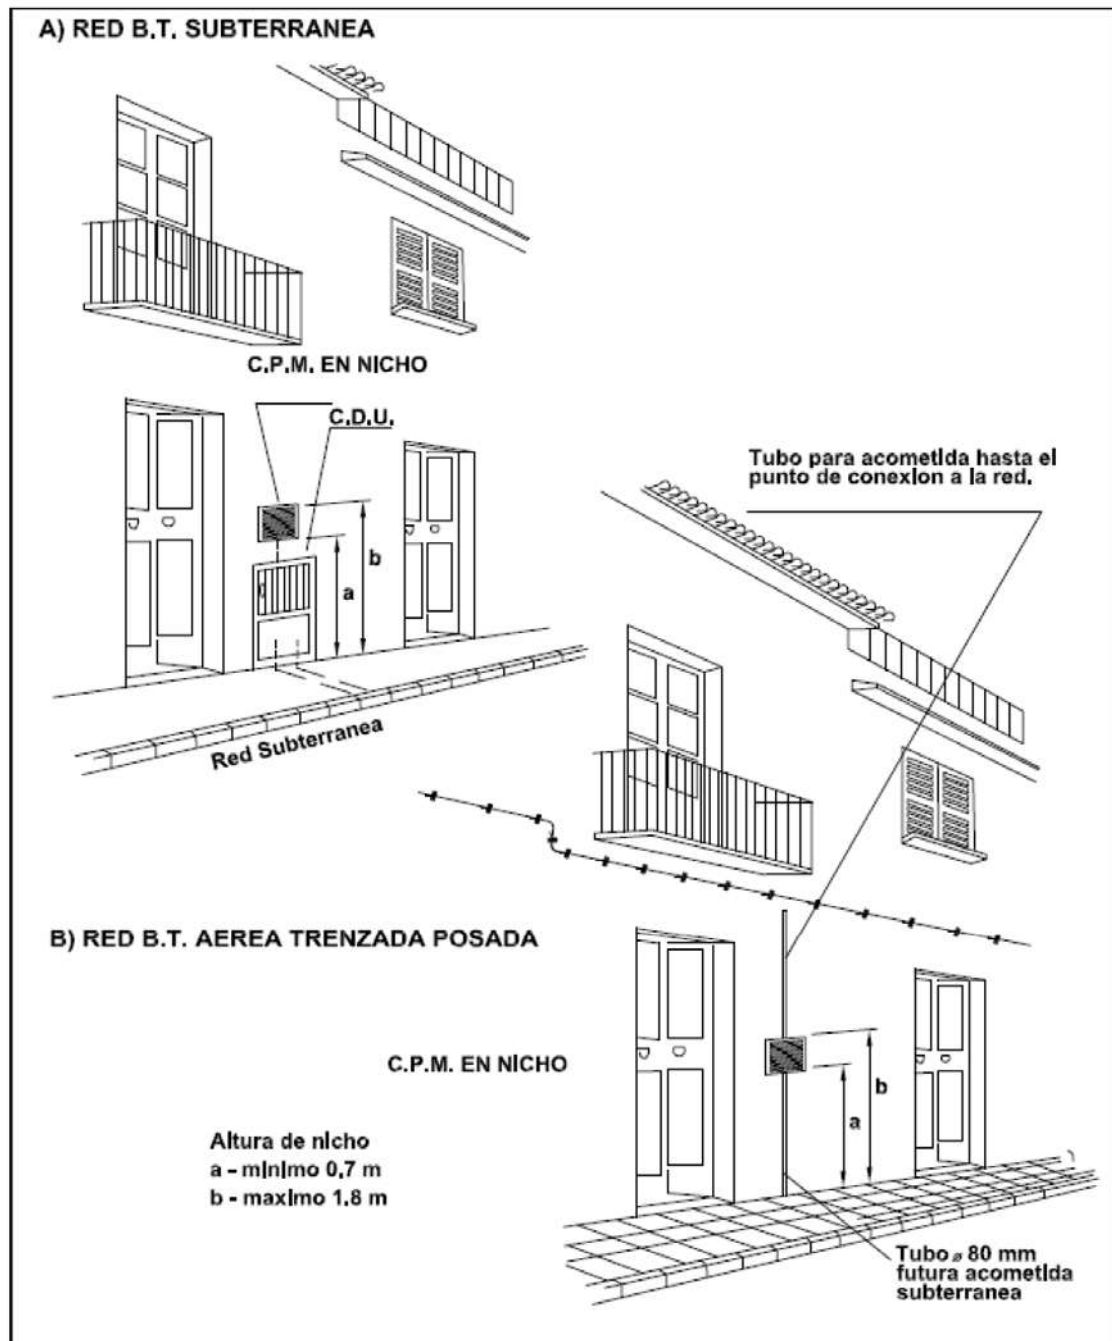 A) RED B.T. SUBTERRANEA
C.P.M. EN NICHO
C.D.U.
b
a
Red Subterranea
Tubo para acometida hasta el
punto de conexion a la red.
B) RED B.T. AEREA TRENZADA POSADA
C.P.M. EN NICHO
b
a
Altura de nicho
a - minimo 0,7 m
b - maximo 1,8 m
Tubo ø 80 mm
futura acometida
subterranea